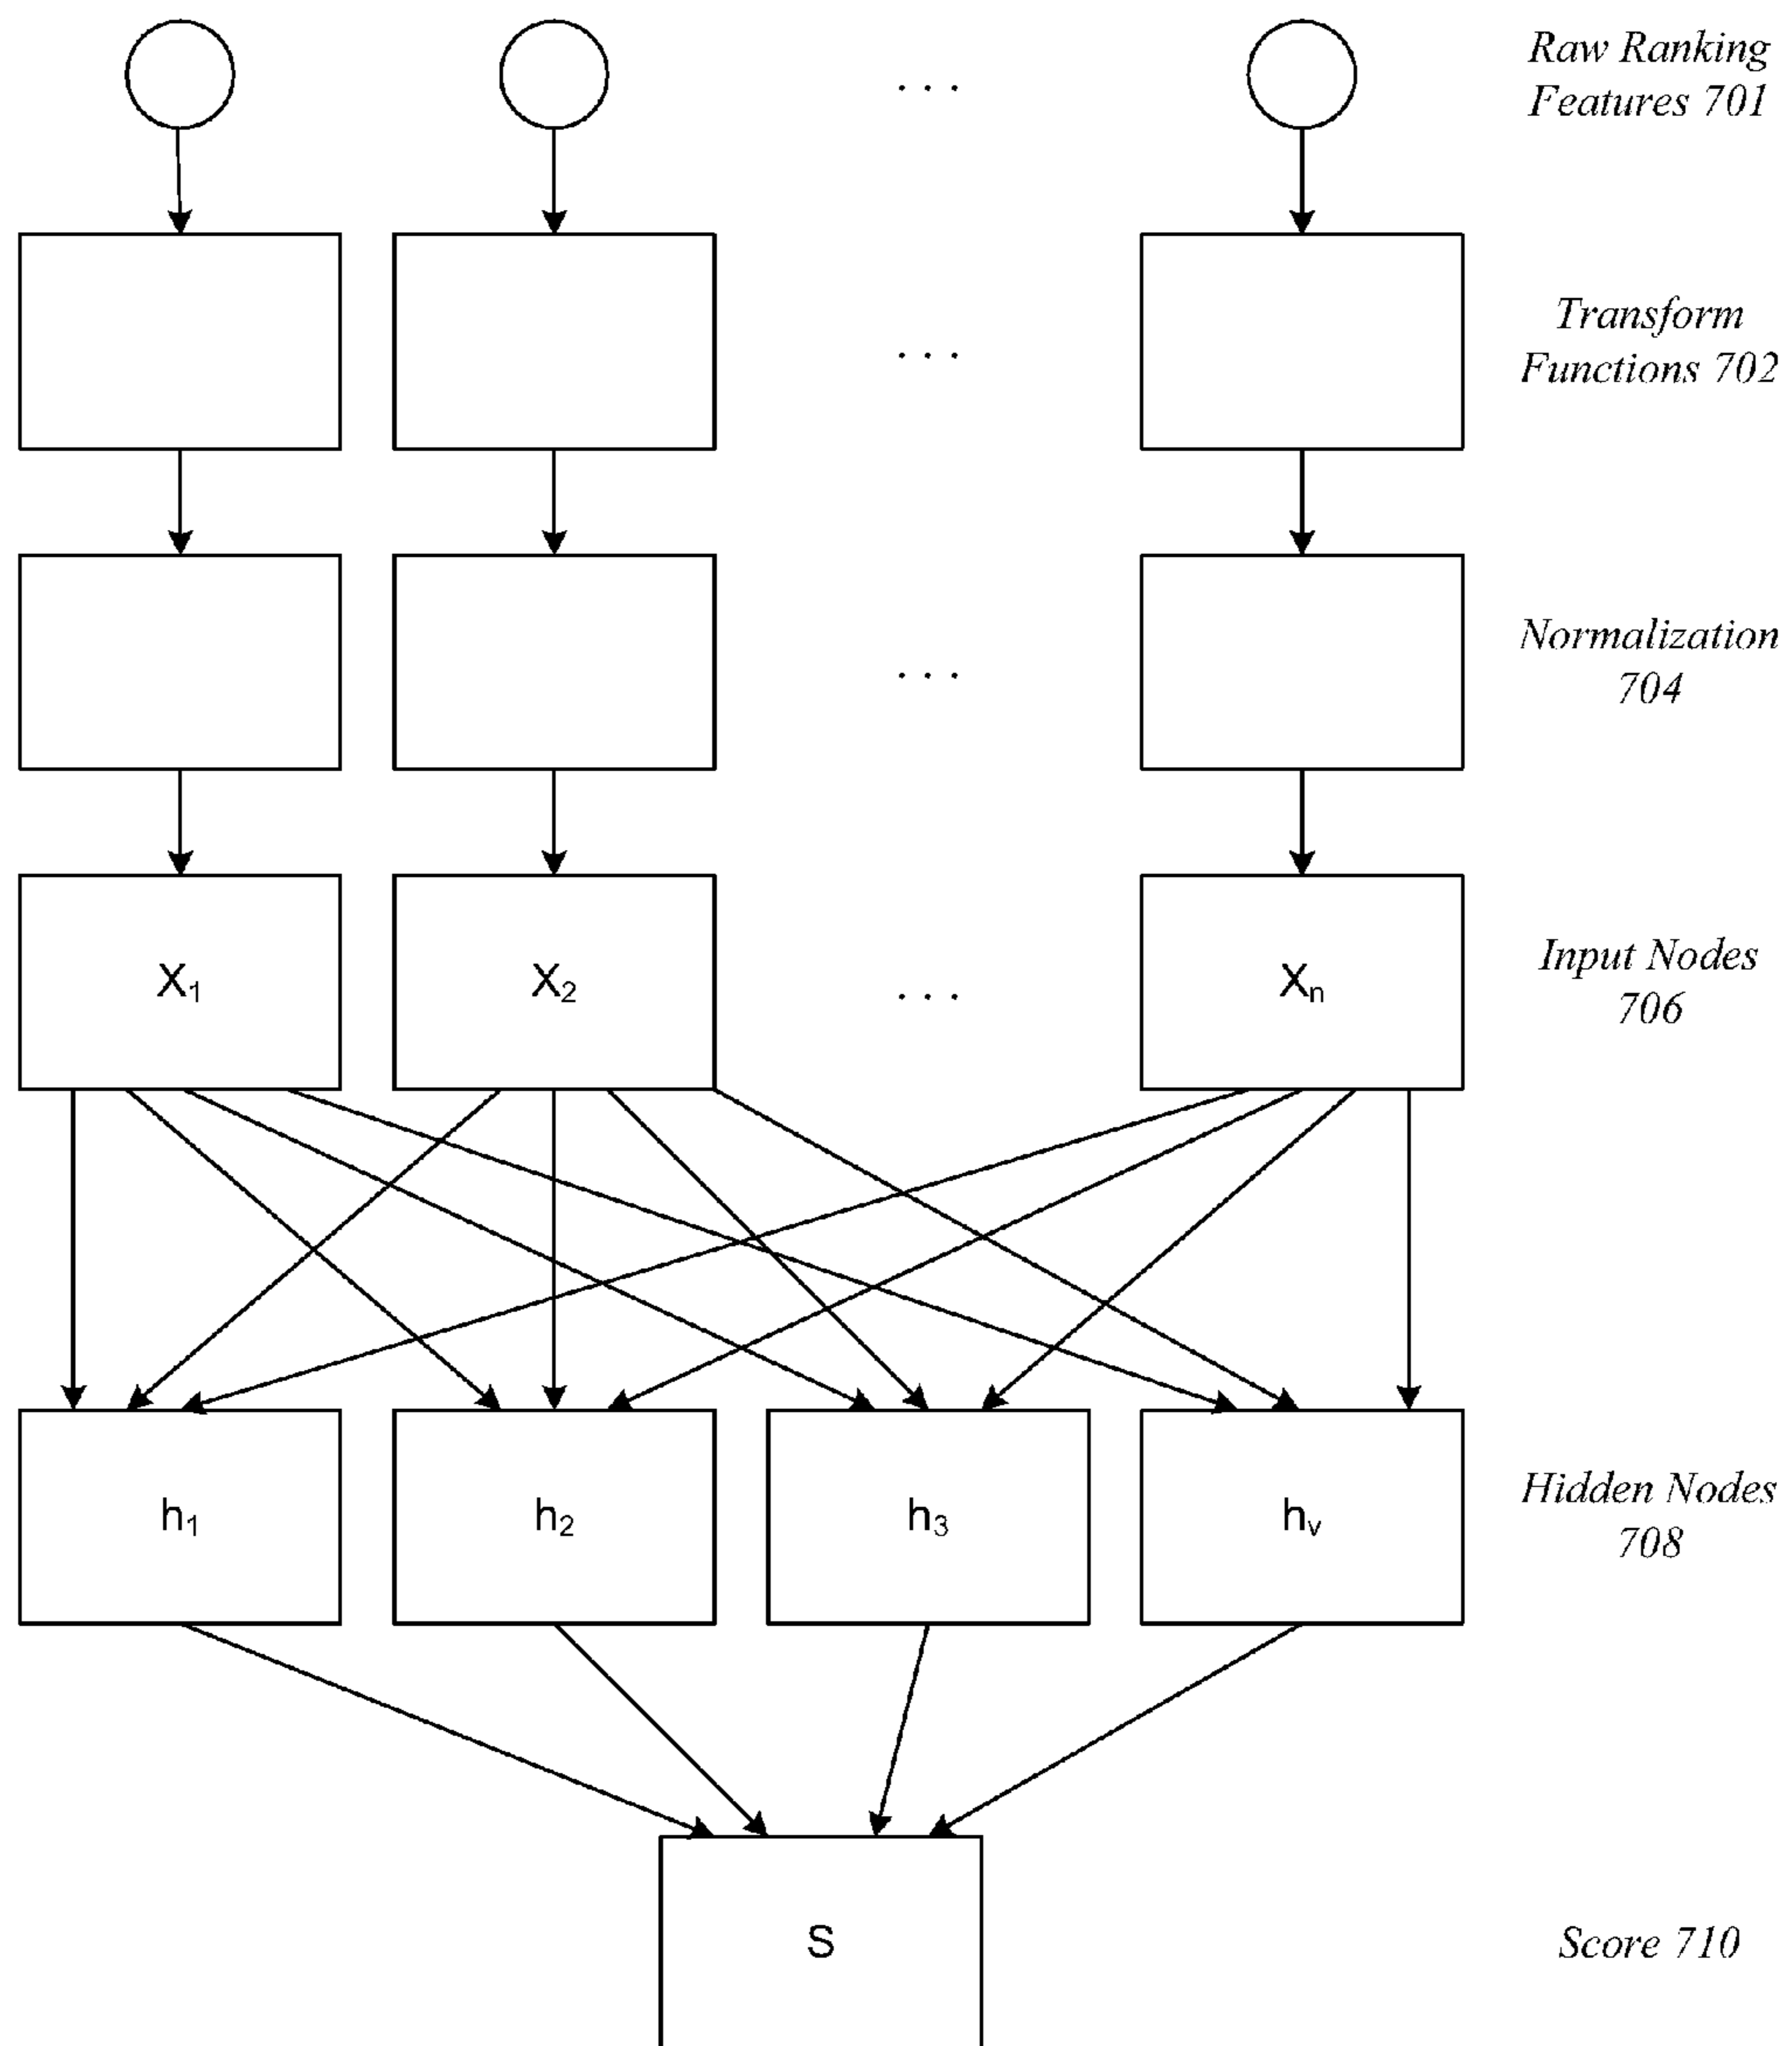 Raw Ranking
Features 701
. . .
Transform
Functions 702
. . .
Normalization
704
. . .
X₁ X₂ . . . Xₙ
Input Nodes
706
h₁ h₂ h₃ hᵥ
Hidden Nodes
708
S
Score 710